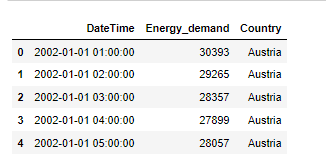 DateTime Energy_demand Country
0 2002-01-01 01:00:00 30393 Austria
1 2002-01-01 02:00:00 29265 Austria
2 2002-01-01 03:00:00 28357 Austria
3 2002-01-01 04:00:00 27899 Austria
4 2002-01-01 05:00:00 28057 Austria